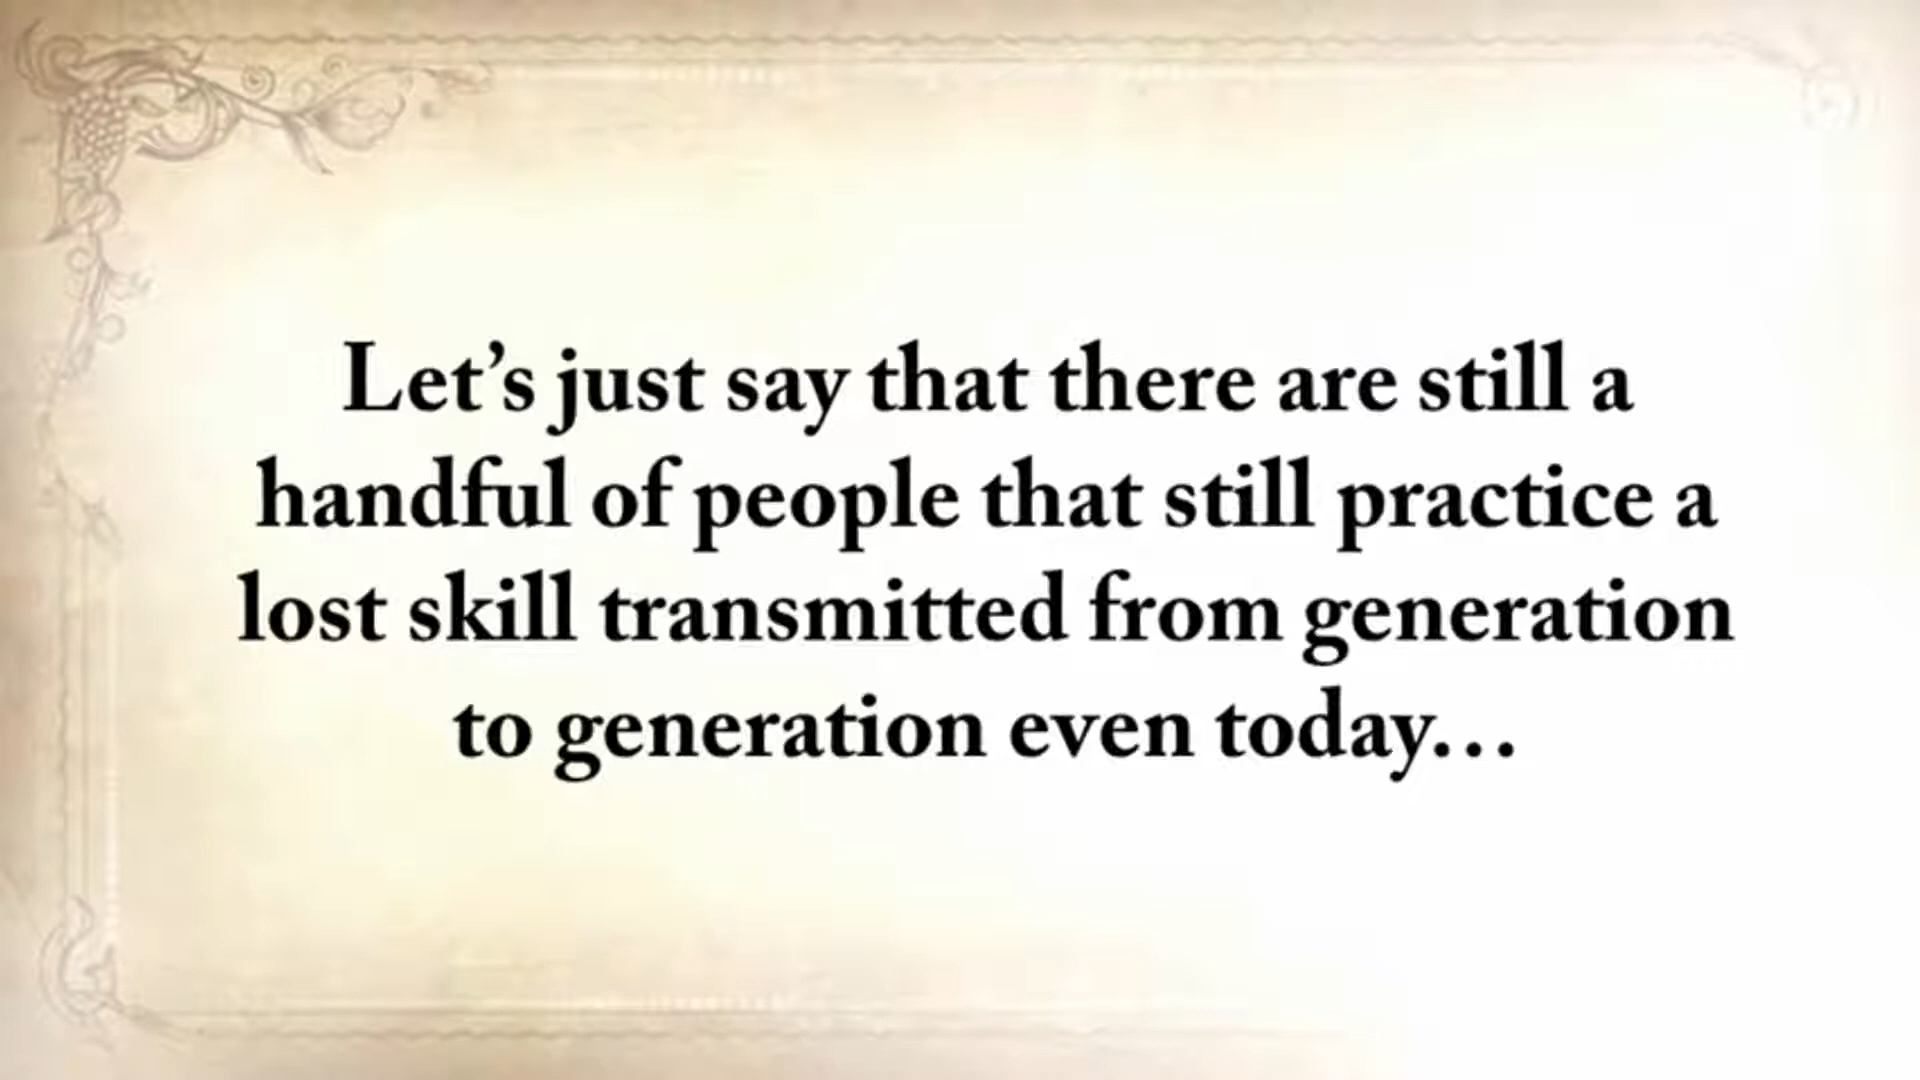 Let’s just say that there are still a
handful of people that still practice a
lost skill transmitted from generation
to generation even today…